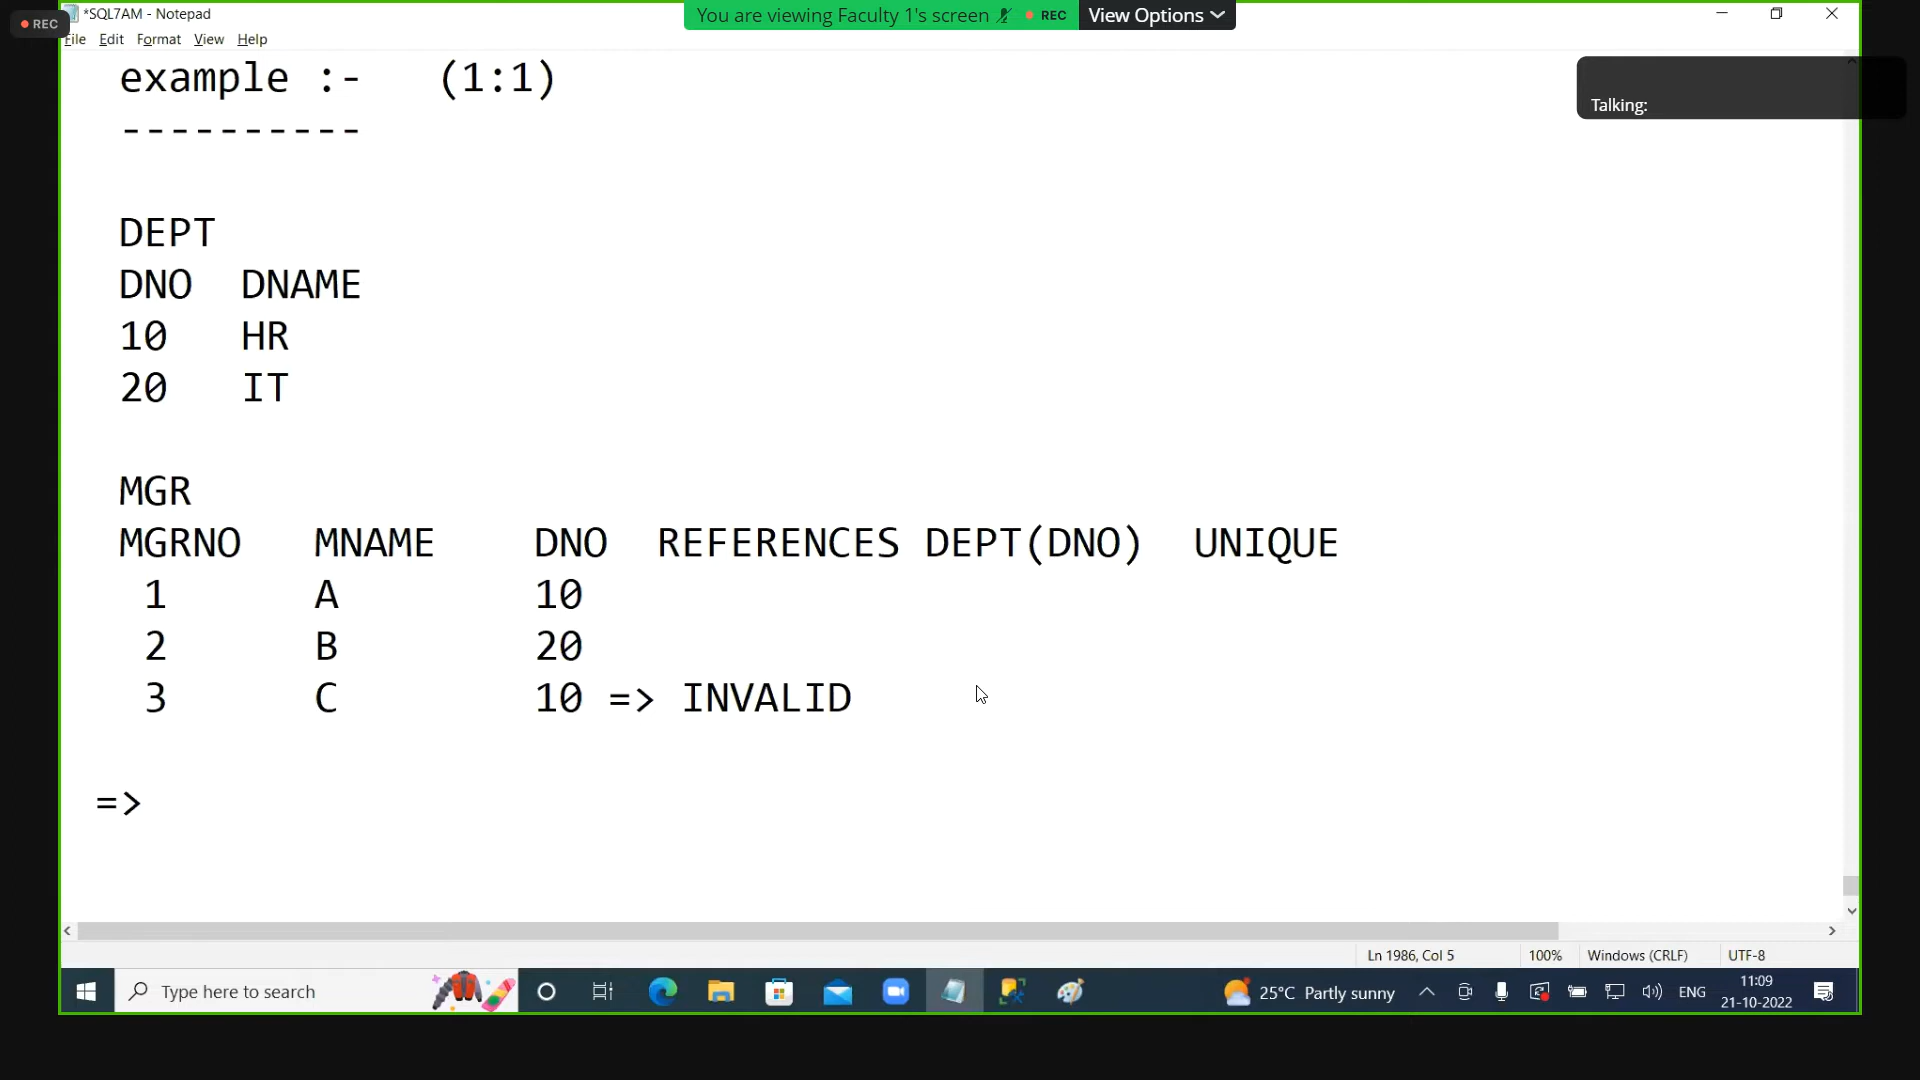 REC
*SQL7AM - Notepad
You are viewing Faculty 1's screen REC View Options
File Edit Format View Help
example :- (1:1)
----------
Talking:
DEPT
DNO DNAME
10 HR
20 IT
MGR
MGRNO MNAME DNO REFERENCES DEPT(DNO) UNIQUE
1 A 10
2 B 20
3 C 10 => INVALID
=>
Ln 1986, Col 5 100% Windows (CRLF) UTF-8
Type here to search 25°C Partly sunny ENG 11:09
21-10-2022